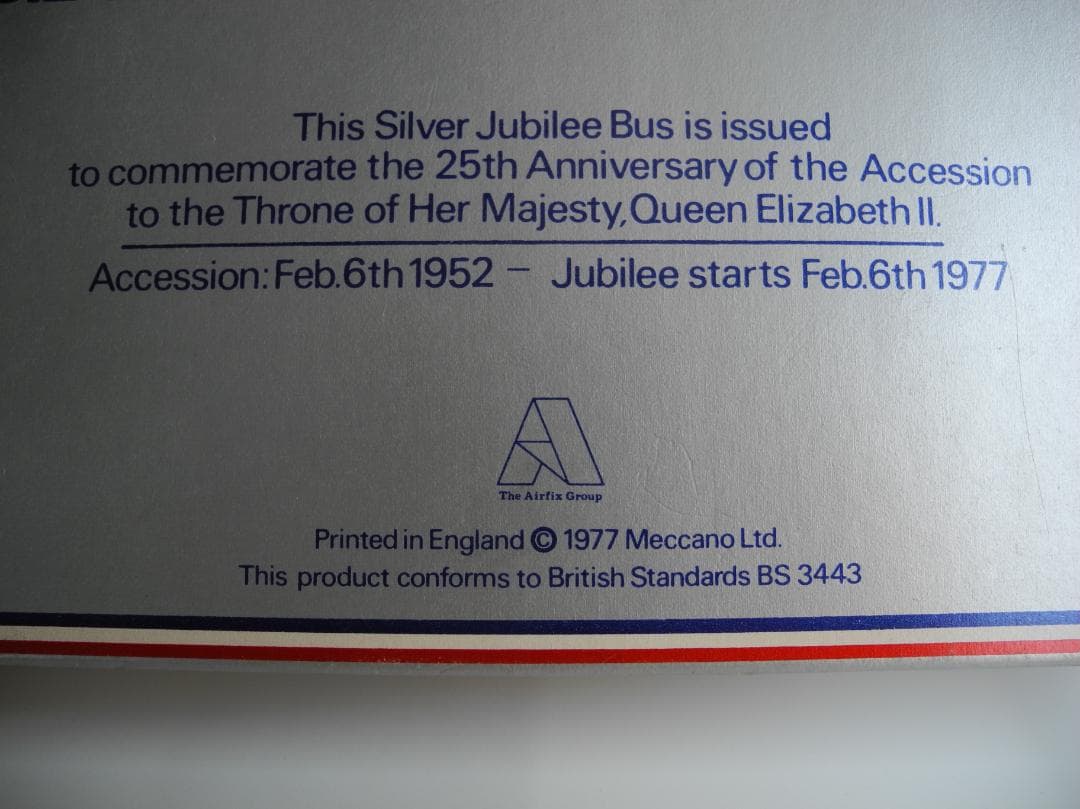 This Silver Jubilee Bus is issued
to commemorate the 25th Anniversary of the Accession
to the Throne of Her Majesty, Queen Elizabeth II.
Accession: Feb. 6th 1952 – Jubilee starts Feb. 6th 1977
The Airfix Group
Printed in England © 1977 Meccano Ltd.
This product conforms to British Standards BS 3443